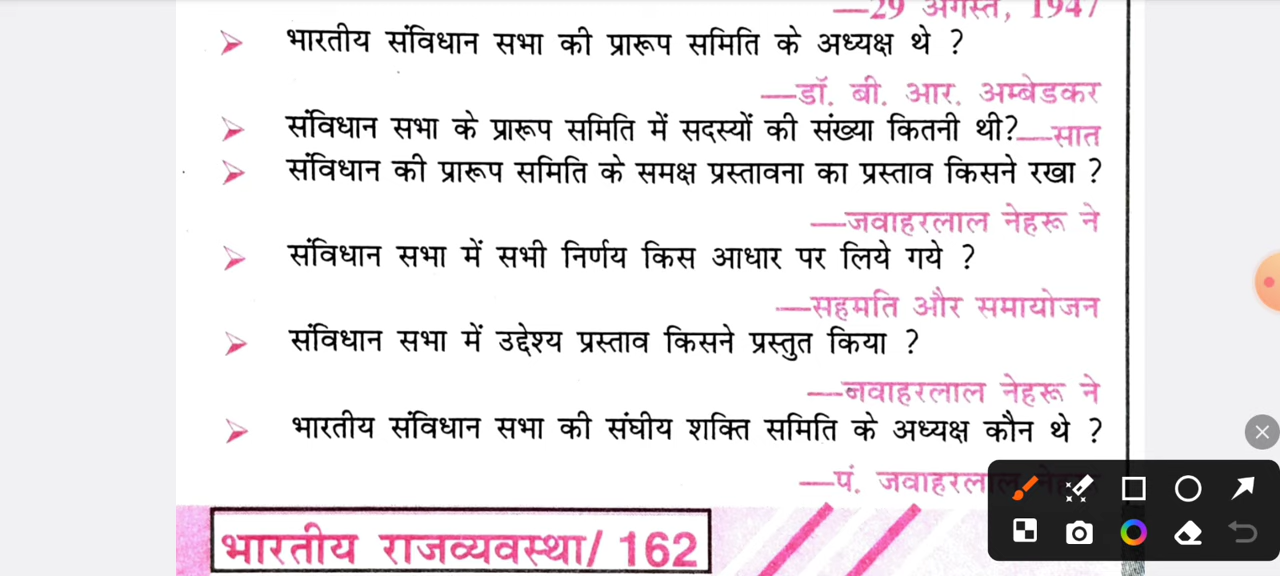 —29 अगस्त, 1947
भारतीय संविधान सभा की प्रारूप समिति के अध्यक्ष थे ?
—डॉ. बी. आर. अम्बेडकर
संविधान सभा के प्रारूप समिति में सदस्यों की संख्या कितनी थी?—सात
संविधान की प्रारूप समिति के समक्ष प्रस्तावना का प्रस्ताव किसने रखा ?
—जवाहरलाल नेहरू ने
संविधान सभा में सभी निर्णय किस आधार पर लिये गये ?
—सहमति और समायोजन
संविधान सभा में उद्देश्य प्रस्ताव किसने प्रस्तुत किया ?
—जवाहरलाल नेहरू ने
भारतीय संविधान सभा की संघीय शक्ति समिति के अध्यक्ष कौन थे ?
—पं. जवाहरलाल नेहरू
भारतीय राजव्यवस्था/ 162